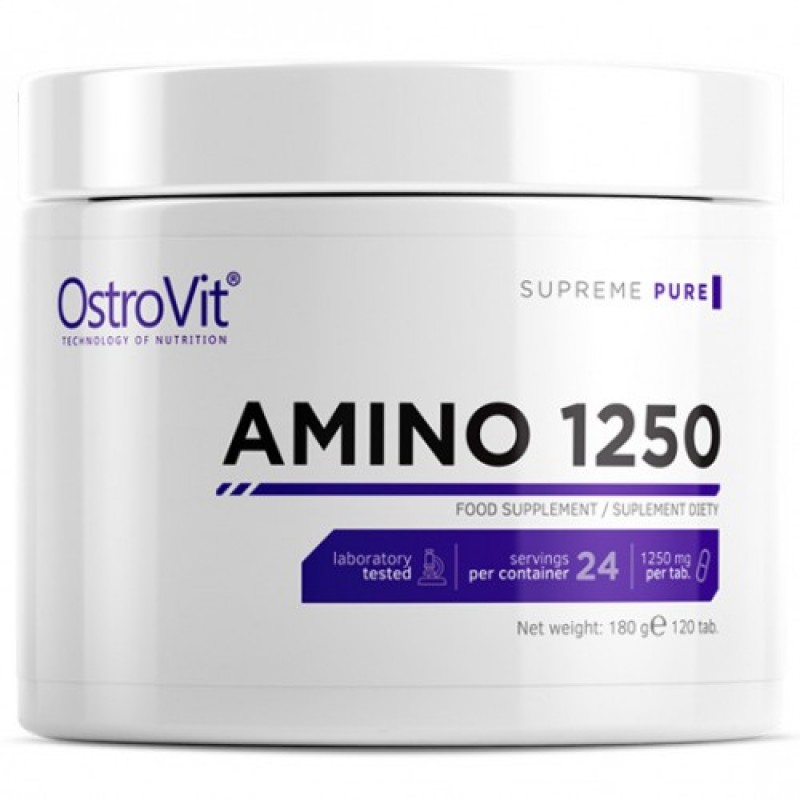 OstroVit®
TECHNOLOGY OF NUTRITION
SUPREME PURE
AMINO 1250
FOOD SUPPLEMENT / SUPLEMENT DIETY
laboratory
tested
servings
per container 24
1250 mg
per tab.
Net weight: 180 g℮ 120 tab.